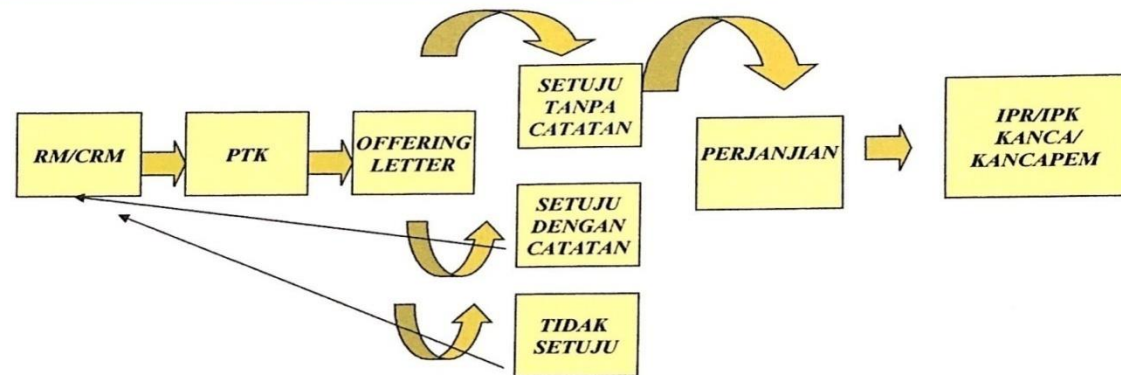 RM/CRM
PTK
OFFERING
LETTER
SETUJU
TANPA
CATATAN
SETUJU
DENGAN
CATATAN
TIDAK
SETUJU
PERJANJIAN
IPR/IPK
KANCA/
KANCAPEM